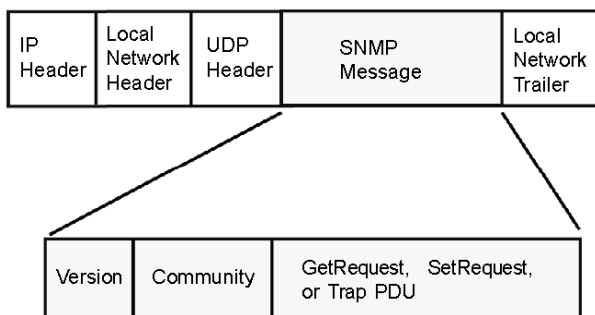 IP
Header
Local
Network
Header
UDP
Header
SNMP
Message
Local
Network
Trailer
Version
Community
GetRequest, SetRequest,
or Trap PDU